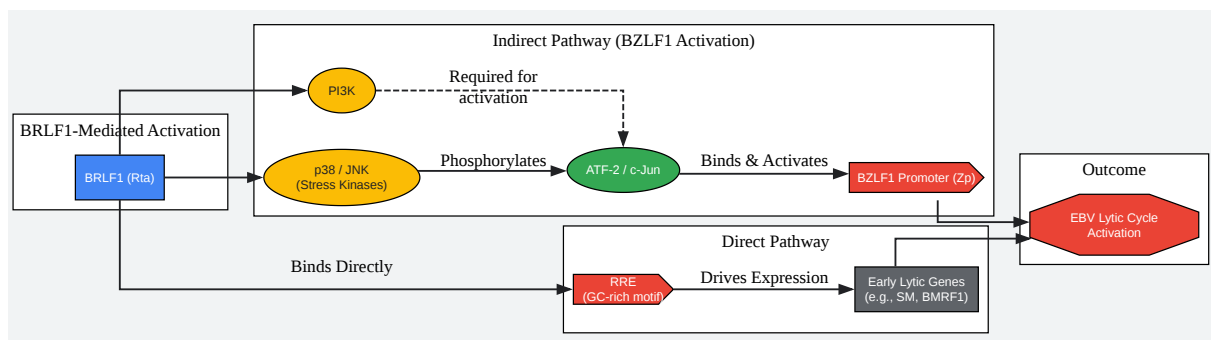 Indirect Pathway (BZLF1 Activation)
PI3K
Required for
activation
BRLF1-Mediated Activation
BRLF1 (Rta)
p38 / JNK
(Stress Kinases)
Phosphorylates
ATF-2 / c-Jun
Binds & Activates
BZLF1 Promoter (Zp)
Outcome
EBV Lytic Cycle
Activation
Direct Pathway
Binds Directly
RRE
(GC-rich motif)
Drives Expression
Early Lytic Genes
(e.g., SM, BMRF1)